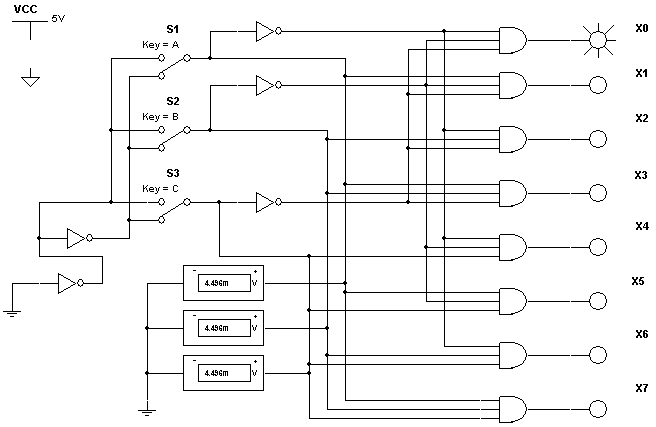 VCC
5V
S1
Key = A
S2
Key = B
S3
Key = C
X0
X1
X2
X3
X4
X5
X6
X7
- +
4.496m V
- +
4.496m V
- +
4.496m V